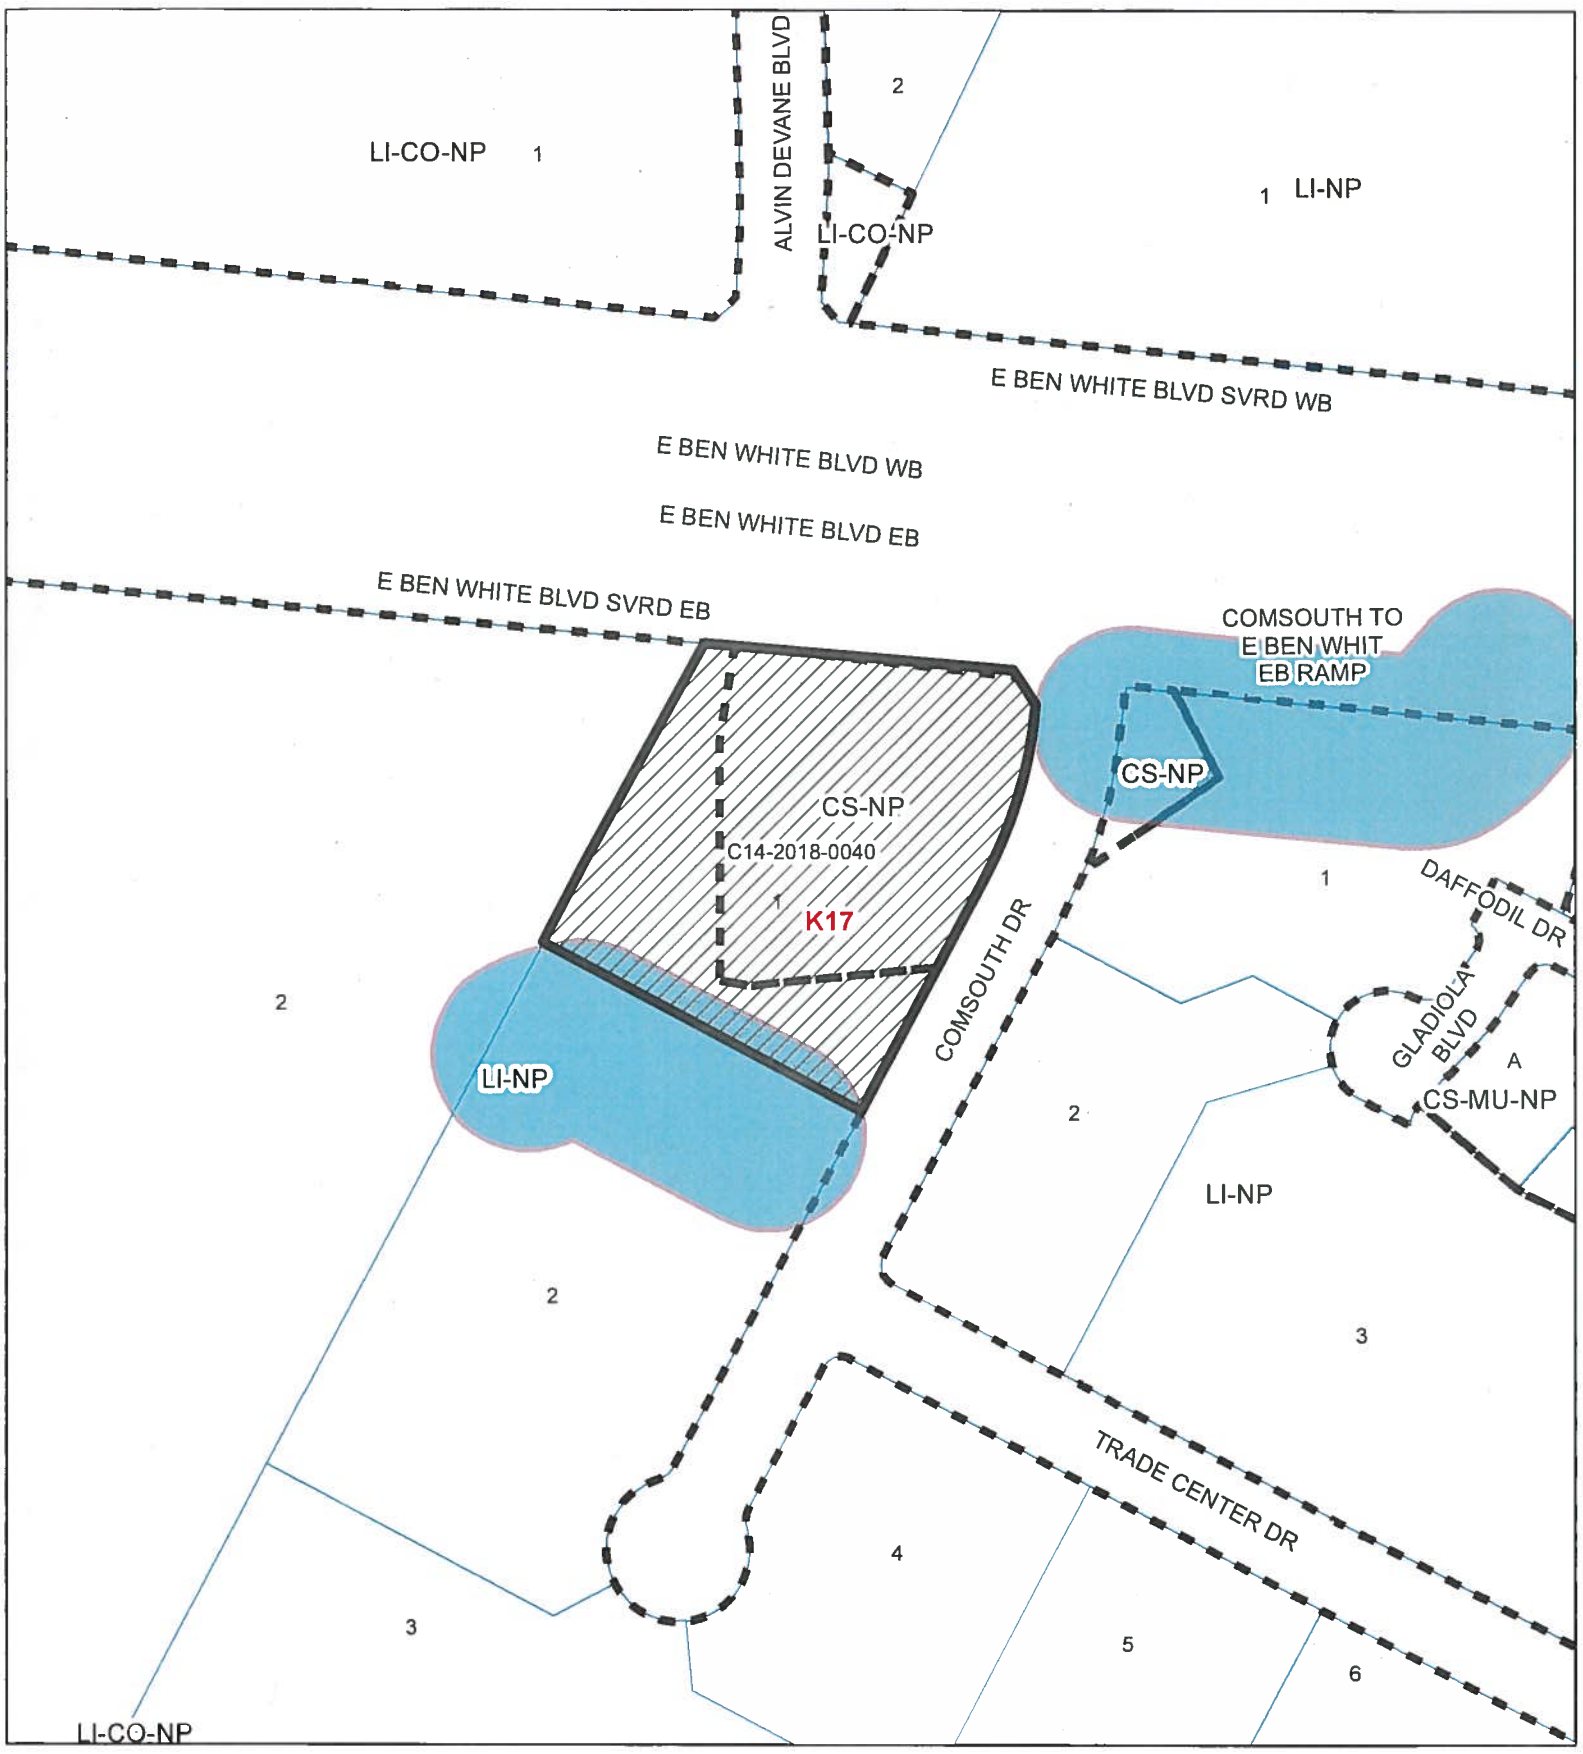 ALVIN DEVANE BLVD
2
LI-CO-NP
1
1
LI-NP
LI-CO-NP
E BEN WHITE BLVD SVRD WB
E BEN WHITE BLVD WB
E BEN WHITE BLVD EB
E BEN WHITE BLVD SVRD EB
COMSOUTH TO
E BEN WHIT
EB RAMP
CS-NP
CS-NP
C14-2018-0040
1
K17
1
DAFFODIL DR
COMSOUTH DR
GLADIOLA
BLVD
2
A
LI-NP
CS-MU-NP
2
LI-NP
2
3
TRADE CENTER DR
4
3
5
6
LI-CO-NP